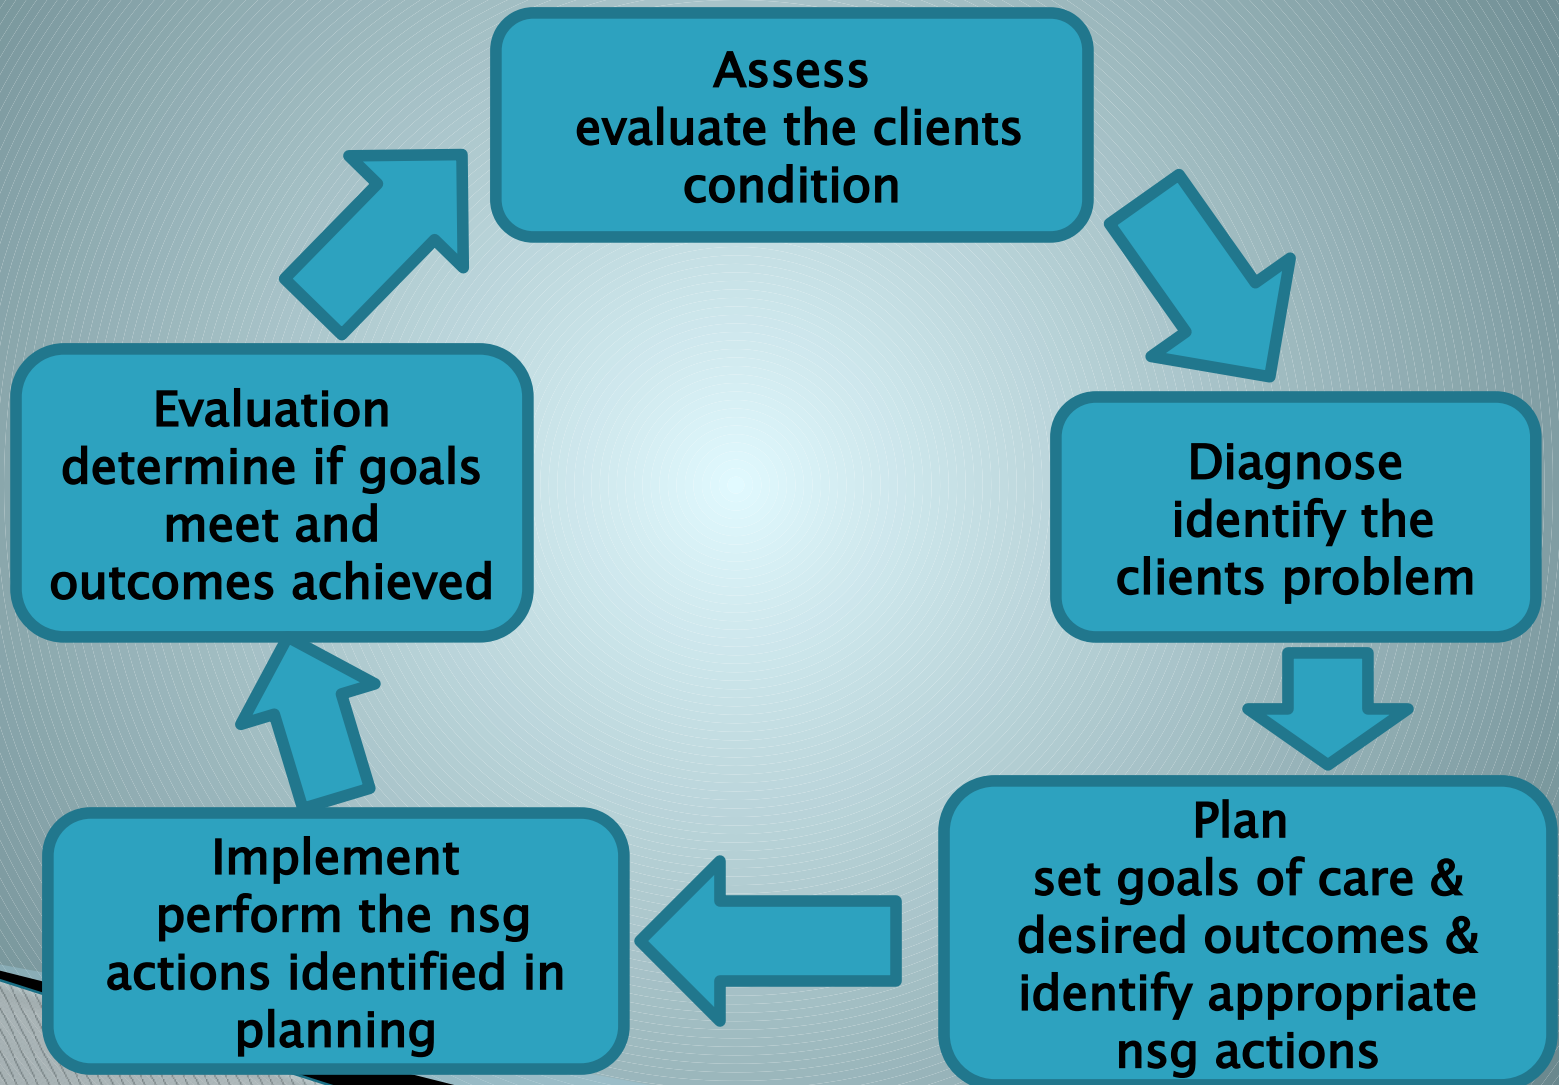 Assess
evaluate the clients
condition
Diagnose
identify the
clients problem
Plan
set goals of care &
desired outcomes &
identify appropriate
nsg actions
Implement
perform the nsg
actions identified in
planning
Evaluation
determine if goals
meet and
outcomes achieved